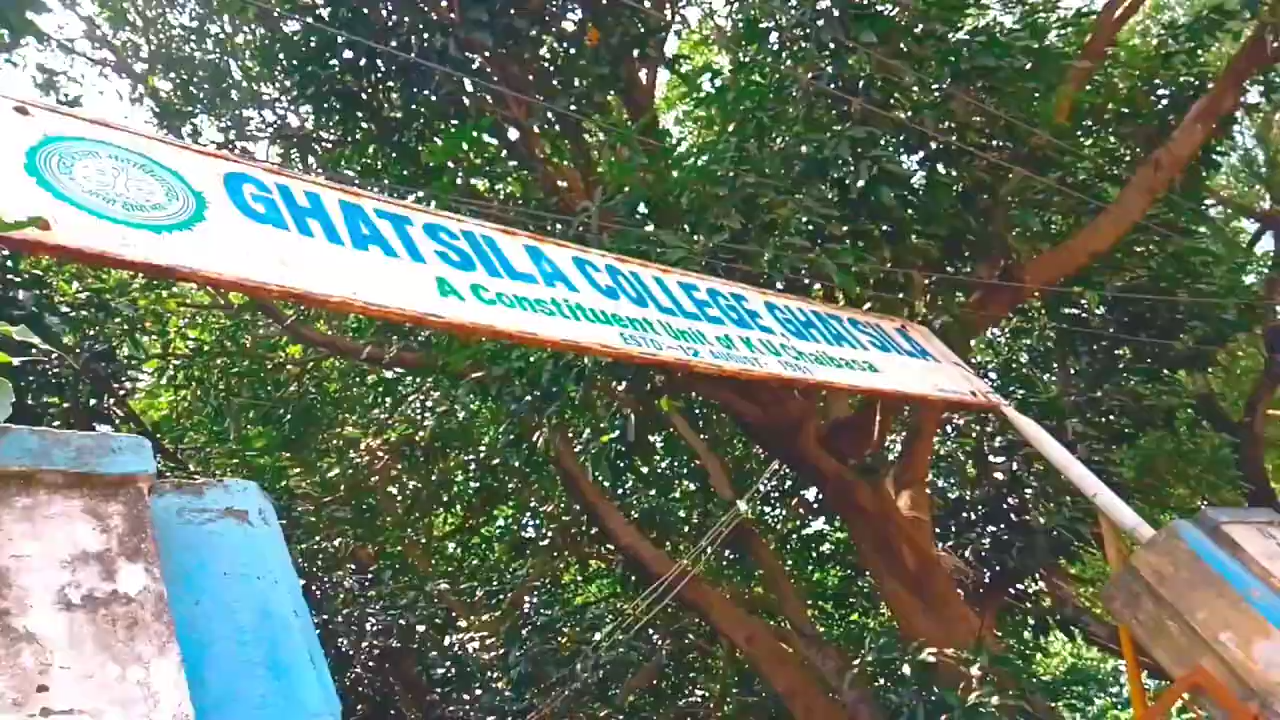 GHATSILA COLLEGE GHATSILA
A Constituent Unit of K U Chaibasa
ESTD - 12 AUGUST - 1961